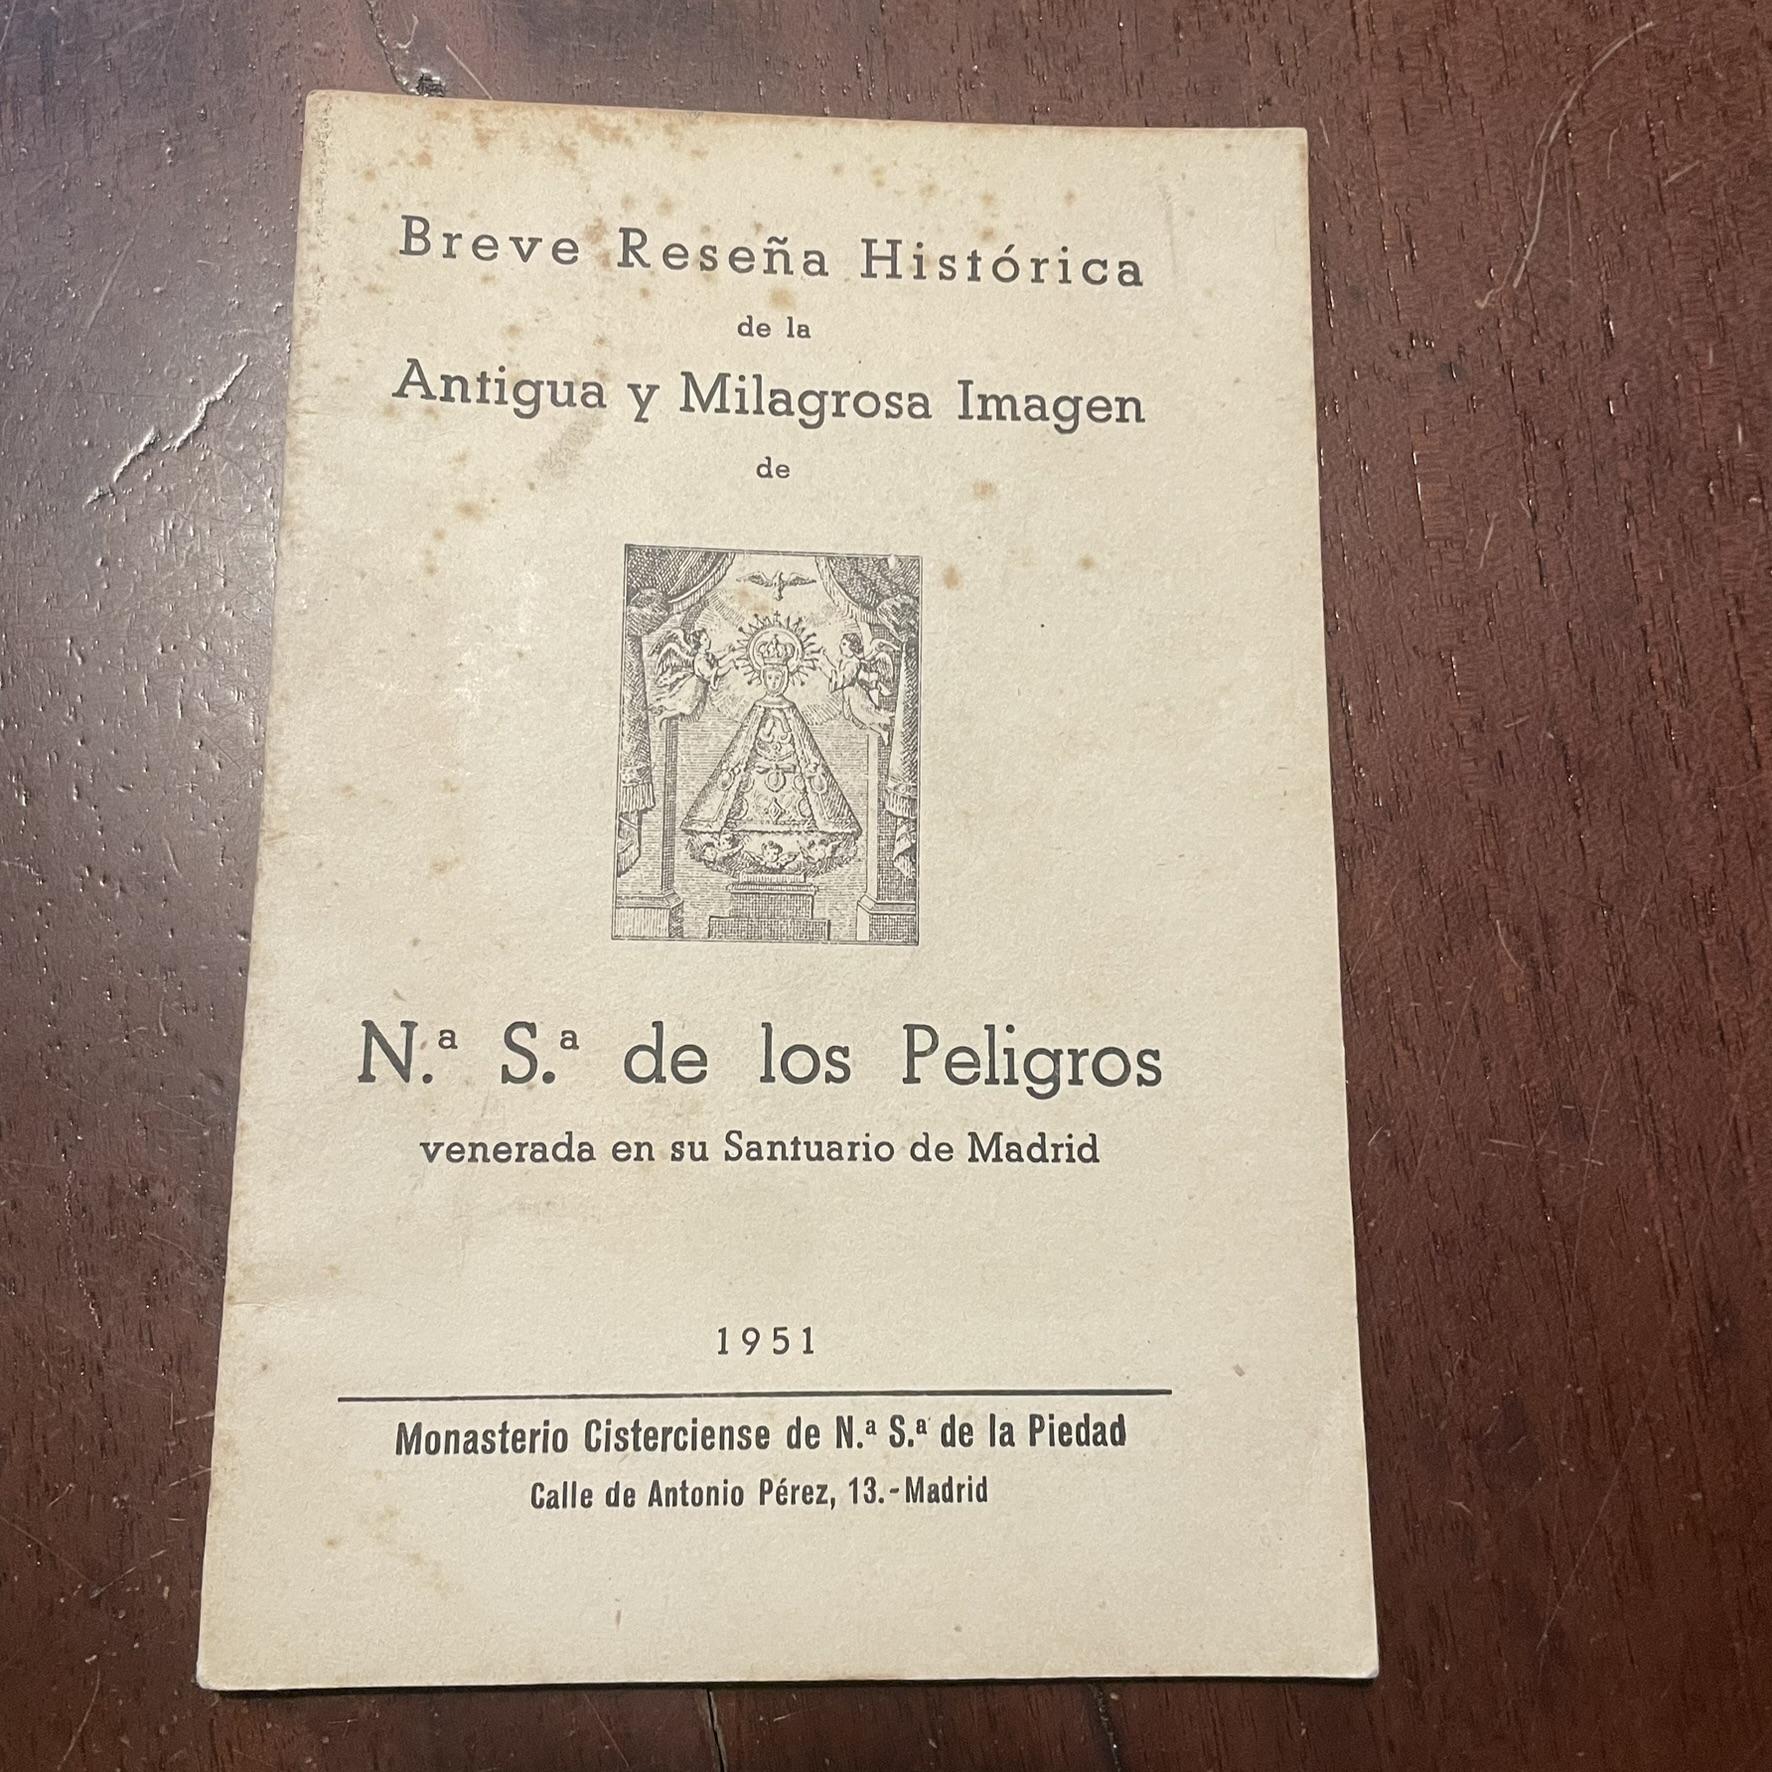 Breve Reseña Histórica
de la
Antigua y Milagrosa Imagen
de
N.ª S.ª de los Peligros
venerada en su Santuario de Madrid
1951
Monasterio Cisterciense de N.ª S.ª de la Piedad
Calle de Antonio Pérez, 13.-Madrid